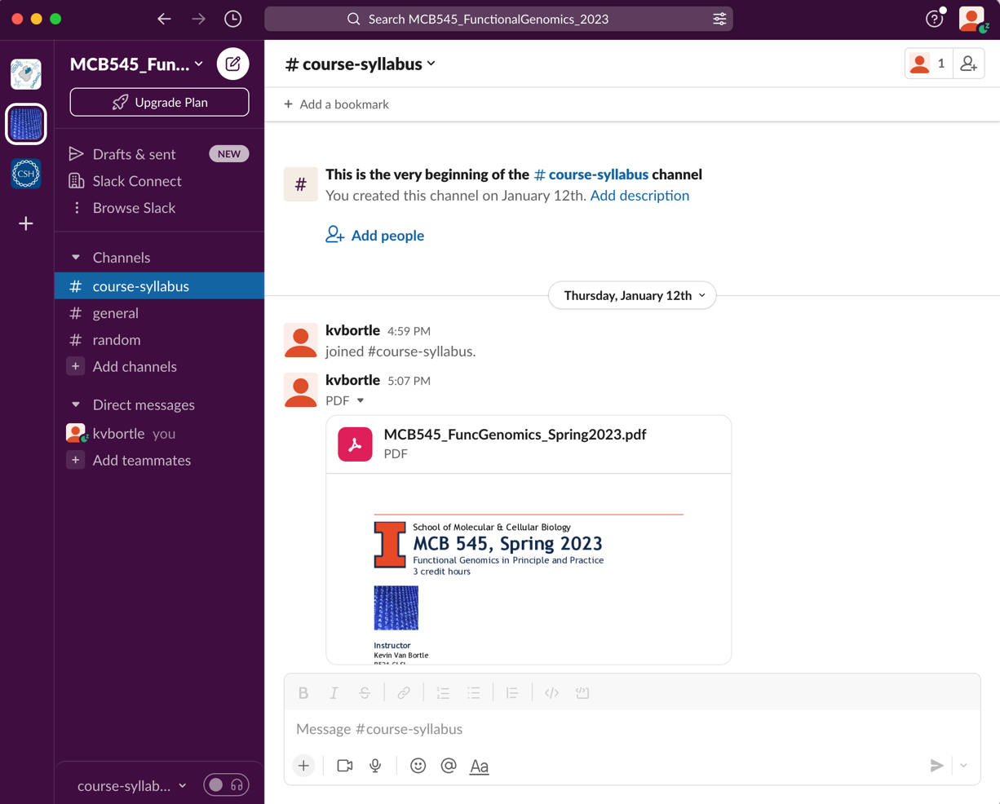 Search MCB545_FunctionalGenomics_2023
MCB545_Fun...
Upgrade Plan
Drafts & sent NEW
Slack Connect
Browse Slack
CSH
Channels
# course-syllabus
# general
# random
+ Add channels
Direct messages
kvbortle you
+ Add teammates
course-syllab...
# course-syllabus
1
+ Add a bookmark
# This is the very beginning of the # course-syllabus channel
You created this channel on January 12th. Add description
Add people
Thursday, January 12th
kvbortle 4:59 PM
joined #course-syllabus.
kvbortle 5:07 PM
PDF
MCB545_FuncGenomics_Spring2023.pdf
PDF
School of Molecular & Cellular Biology
MCB 545, Spring 2023
Functional Genomics in Principle and Practice
3 credit hours
Instructor
Kevin Van Bortle
B I S
Message #course-syllabus
+ @ Aa